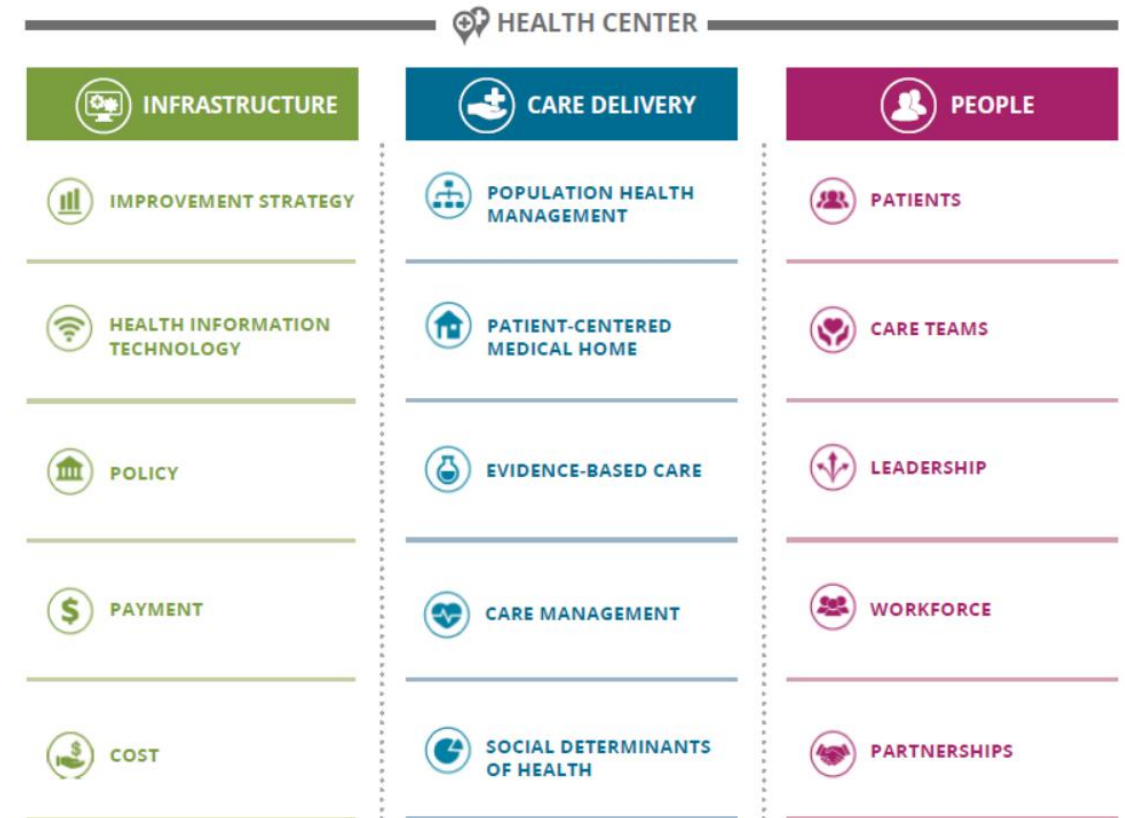 HEALTH CENTER
INFRASTRUCTURE
IMPROVEMENT STRATEGY
HEALTH INFORMATION
TECHNOLOGY
POLICY
$
PAYMENT
$
COST
CARE DELIVERY
POPULATION HEALTH
MANAGEMENT
PATIENT-CENTERED
MEDICAL HOME
EVIDENCE-BASED CARE
CARE MANAGEMENT
SOCIAL DETERMINANTS
OF HEALTH
PEOPLE
PATIENTS
CARE TEAMS
LEADERSHIP
WORKFORCE
PARTNERSHIPS